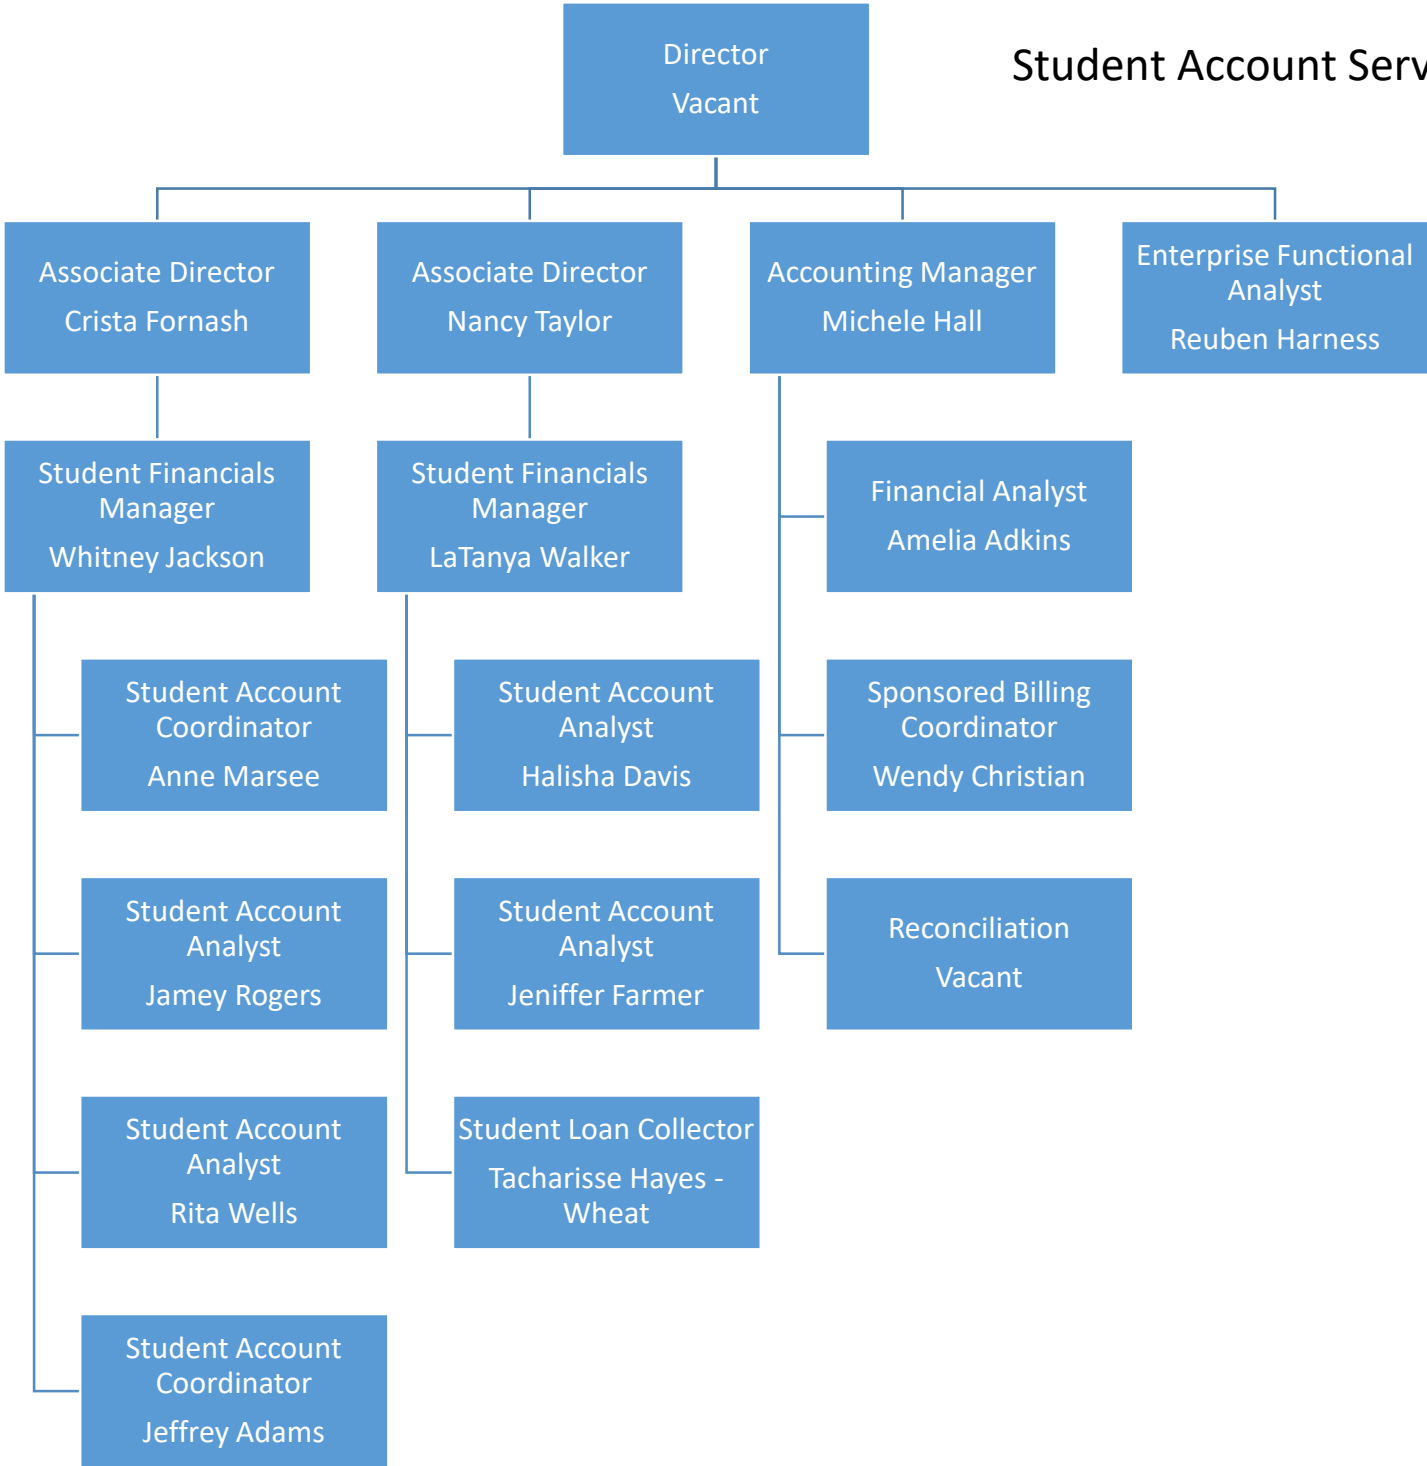 Director
Vacant
Student Account Serv
Associate Director
Crista Fornash
Associate Director
Nancy Taylor
Accounting Manager
Michele Hall
Enterprise Functional
Analyst
Reuben Harness
Student Financials
Manager
Whitney Jackson
Student Financials
Manager
LaTanya Walker
Financial Analyst
Amelia Adkins
Student Account
Coordinator
Anne Marsee
Student Account
Analyst
Halisha Davis
Sponsored Billing
Coordinator
Wendy Christian
Student Account
Analyst
Jamey Rogers
Student Account
Analyst
Jeniffer Farmer
Reconciliation
Vacant
Student Account
Analyst
Rita Wells
Student Loan Collector
Tacharisse Hayes -
Wheat
Student Account
Coordinator
Jeffrey Adams